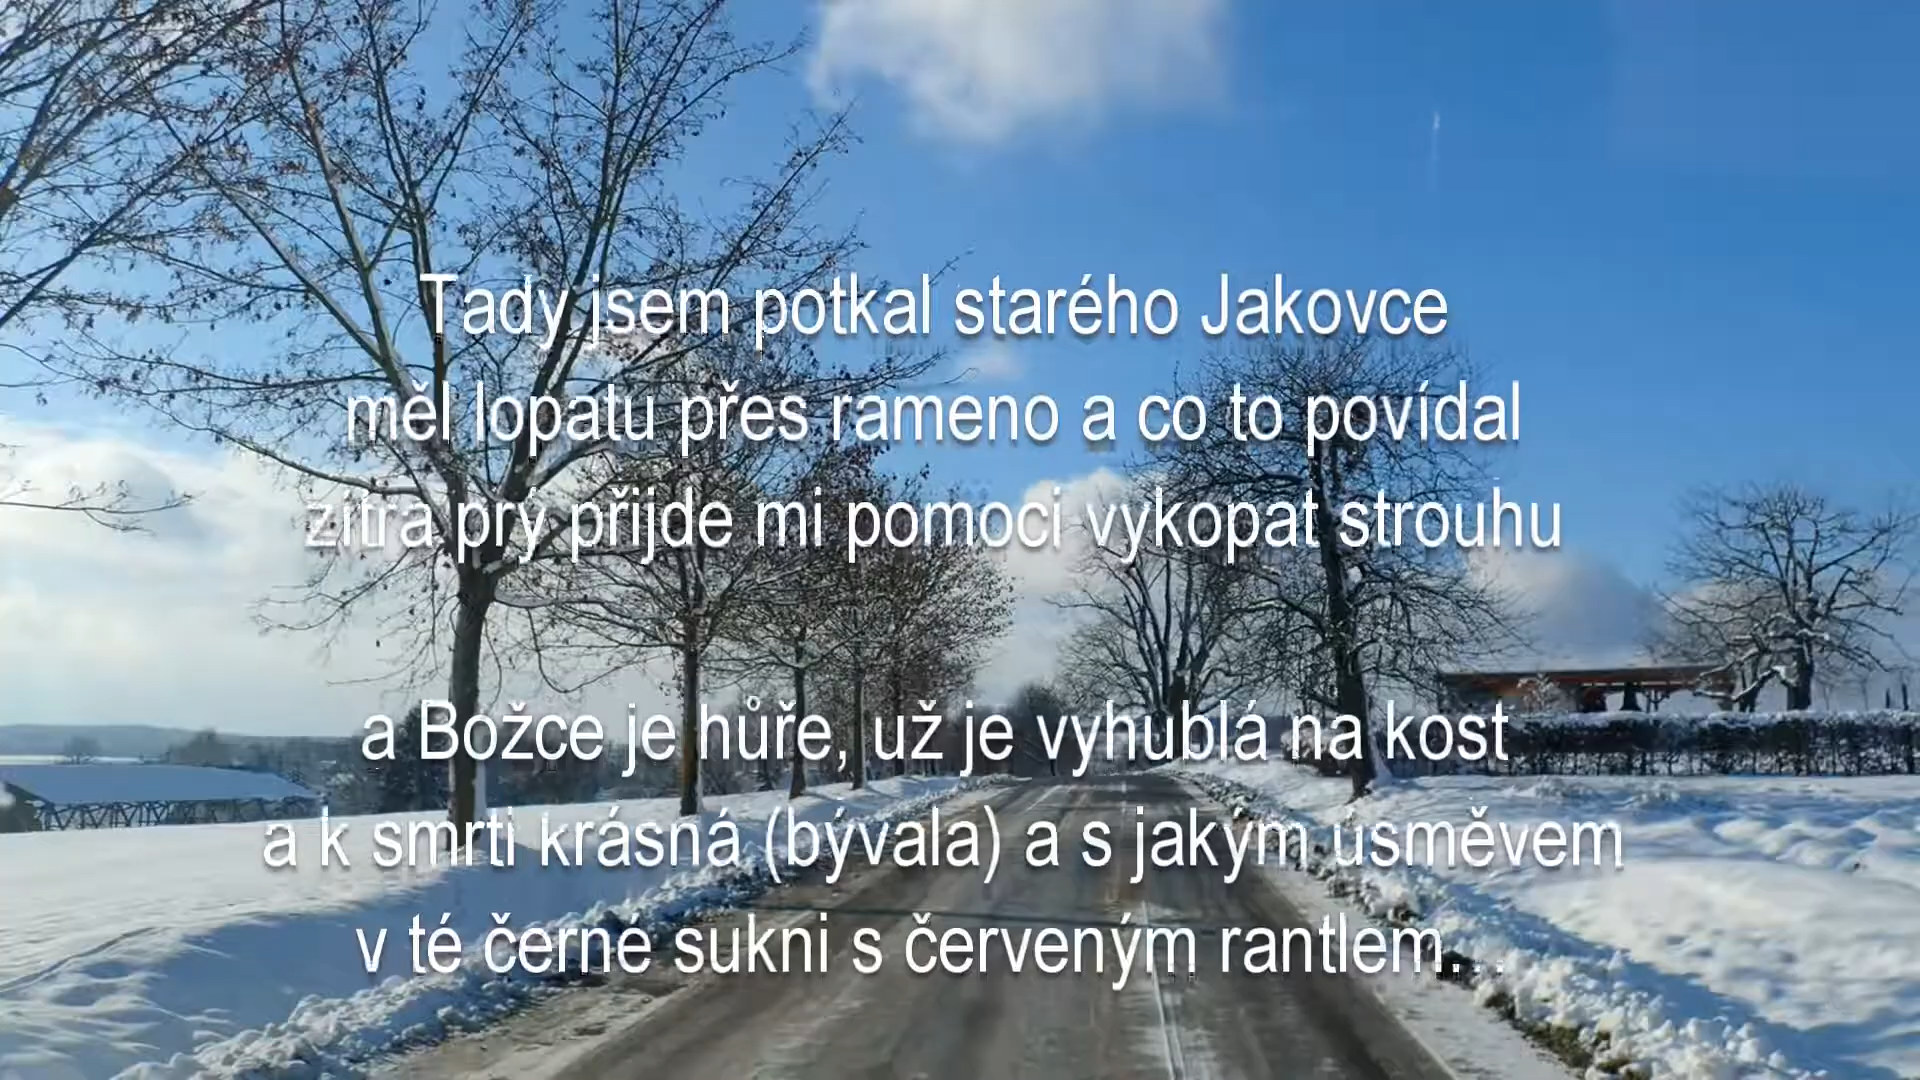 Tady jsem potkal starého Jakovce
měl lopatu přes rameno a co to povídal
zítra prý přijde mi pomoci vykopat strouhu
a Božce je hůře, už je vyhublá na kost
a k smrti krásná (bývala) a s jakým úsměvem
v té černé sukni s červeným rantlem...